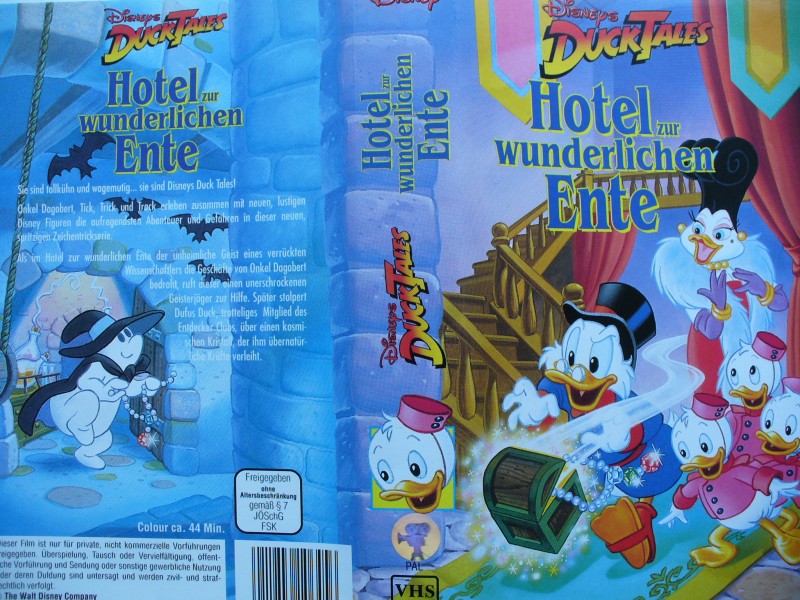 Disneys
DUCKTALES
Hotel zur
wunderlichen
Ente
Sie sind tollkühn und wagemutig... sie sind Disneys Duck Tales!
Onkel Dagobert, Tick, Trick und Track erleben zusammen mit neuen, lustigen
Disney Figuren die aufregendsten Abenteuer und Gefahren in dieser neuen,
spritzigen Zeichentrickserie.
Als im Hotel zur wunderlichen Ente der unheimliche Geist eines verrückten
Wissenschaftlers die Geschäfte von Onkel Dagobert
bedroht, ruft dieser einen unerschrockenen
Geisterjäger zur Hilfe. Später stolpert
Dufus Duck, trotteliges Mitglied des
Entdecker Clubs, über einen kosmi-
schen Kristall, der ihm übernatür-
liche Kräfte verleiht.
Colour ca. 44 Min.
Freigegeben
ohne
Altersbeschränkung
gemäß § 7
JÖSchG
FSK
Dieser Film ist nur für private, nicht kommerzielle Vorführungen
freigegeben. Überspielung, Tausch oder Vervielfältigung, öffent-
che Vorführung und Sendung oder sonstige gewerbliche Nutzung
der deren Duldung sind untersagt und werden zivil- und straf-
echtlich verfolgt.
The Walt Disney Company
Disney
Hotel zur
wunderlichen
Ente
Disneys
DUCKTALES
PAL
VHS
Disneys
DUCKTALES
Hotel zur
wunderlichen
Ente